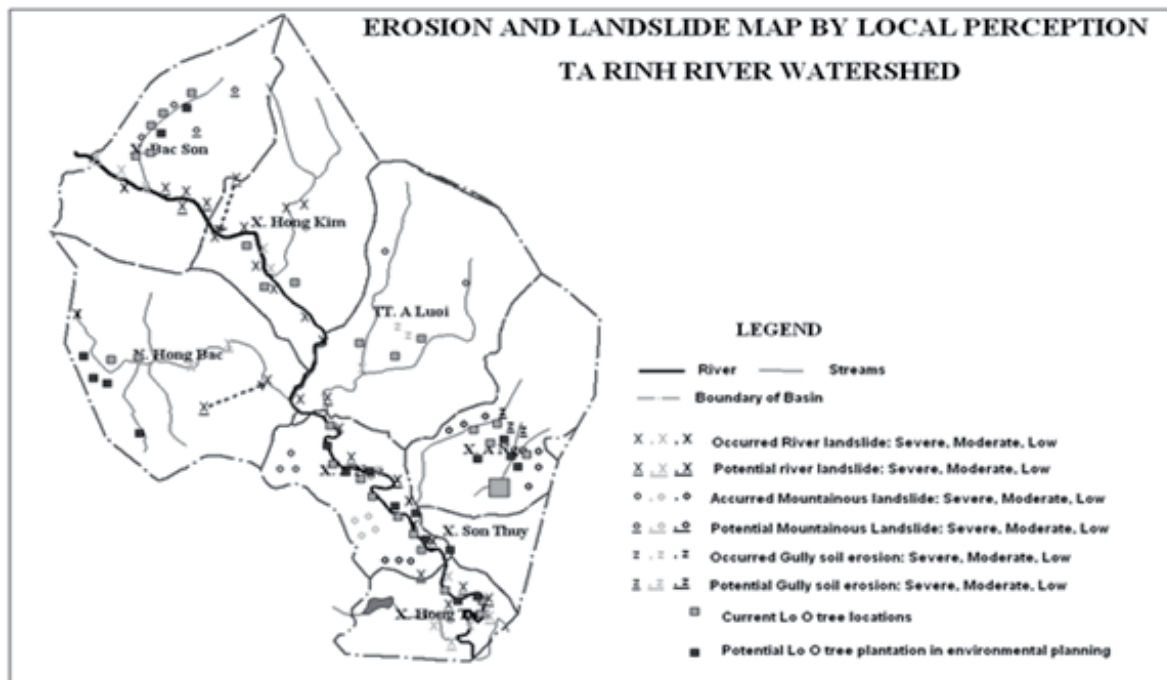 EROSION AND LANDSLIDE MAP BY LOCAL PERCEPTION
TA RINH RIVER WATERSHED
X. Bac Son
X. Hong Kim
TT. A Luoi
X. Hong Bac
X. A
X.
X. Son Thuy
X. Hong
LEGEND
River
Streams
Boundary of Basin
X . X . X Occurred River landslide: Severe, Moderate, Low
Potential river landslide: Severe, Moderate, Low
Accurred Mountainous landslide: Severe, Moderate, Low
Potential Mountainous Landslide: Severe, Moderate, Low
Occurred Gully soil erosion: Severe, Moderate, Low
Potential Gully soil erosion: Severe, Moderate, Low
Current Lo O tree locations
Potential Lo O tree plantation in environmental planning